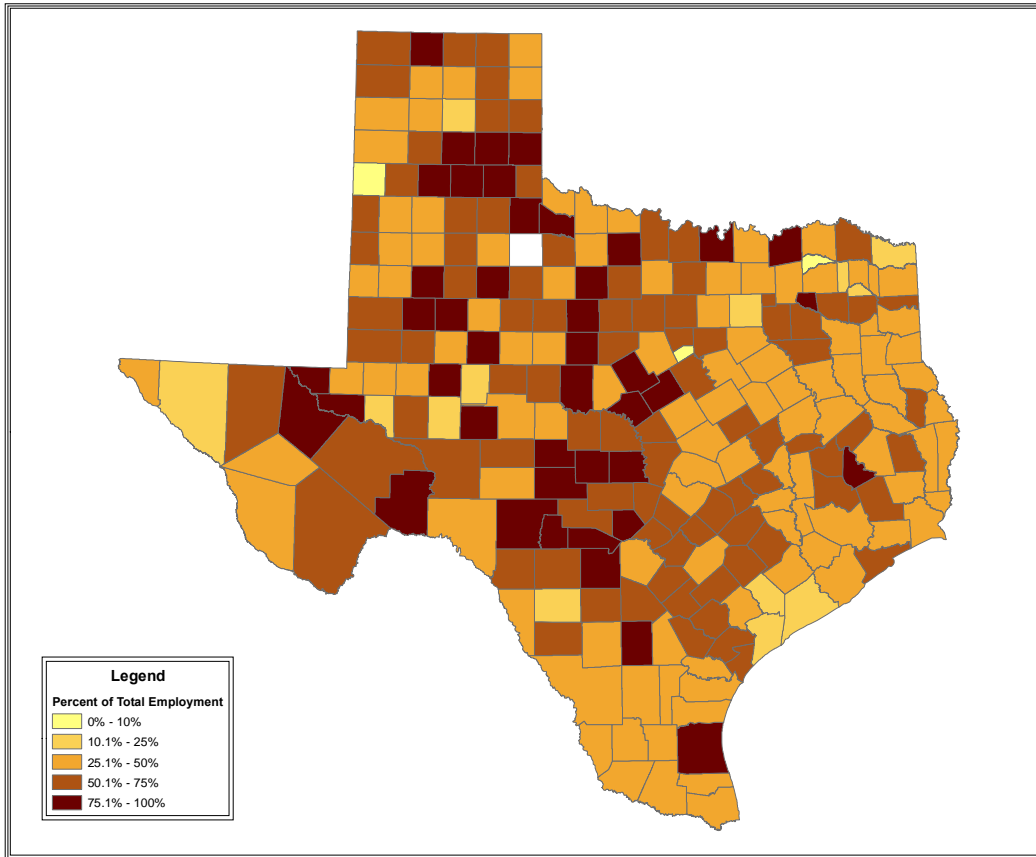 Legend
Percent of Total Employment
0% - 10%
10.1% - 25%
25.1% - 50%
50.1% - 75%
75.1% - 100%